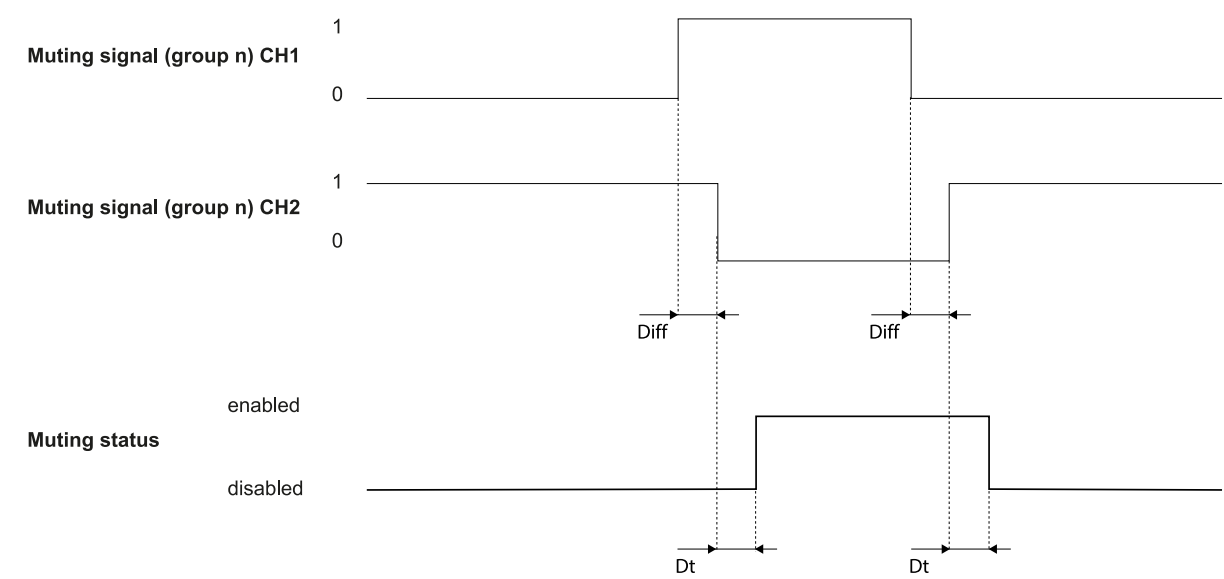 1
Muting signal (group n) CH1
0
1
Muting signal (group n) CH2
0
Diff Diff
enabled
Muting status
disabled
Dt Dt